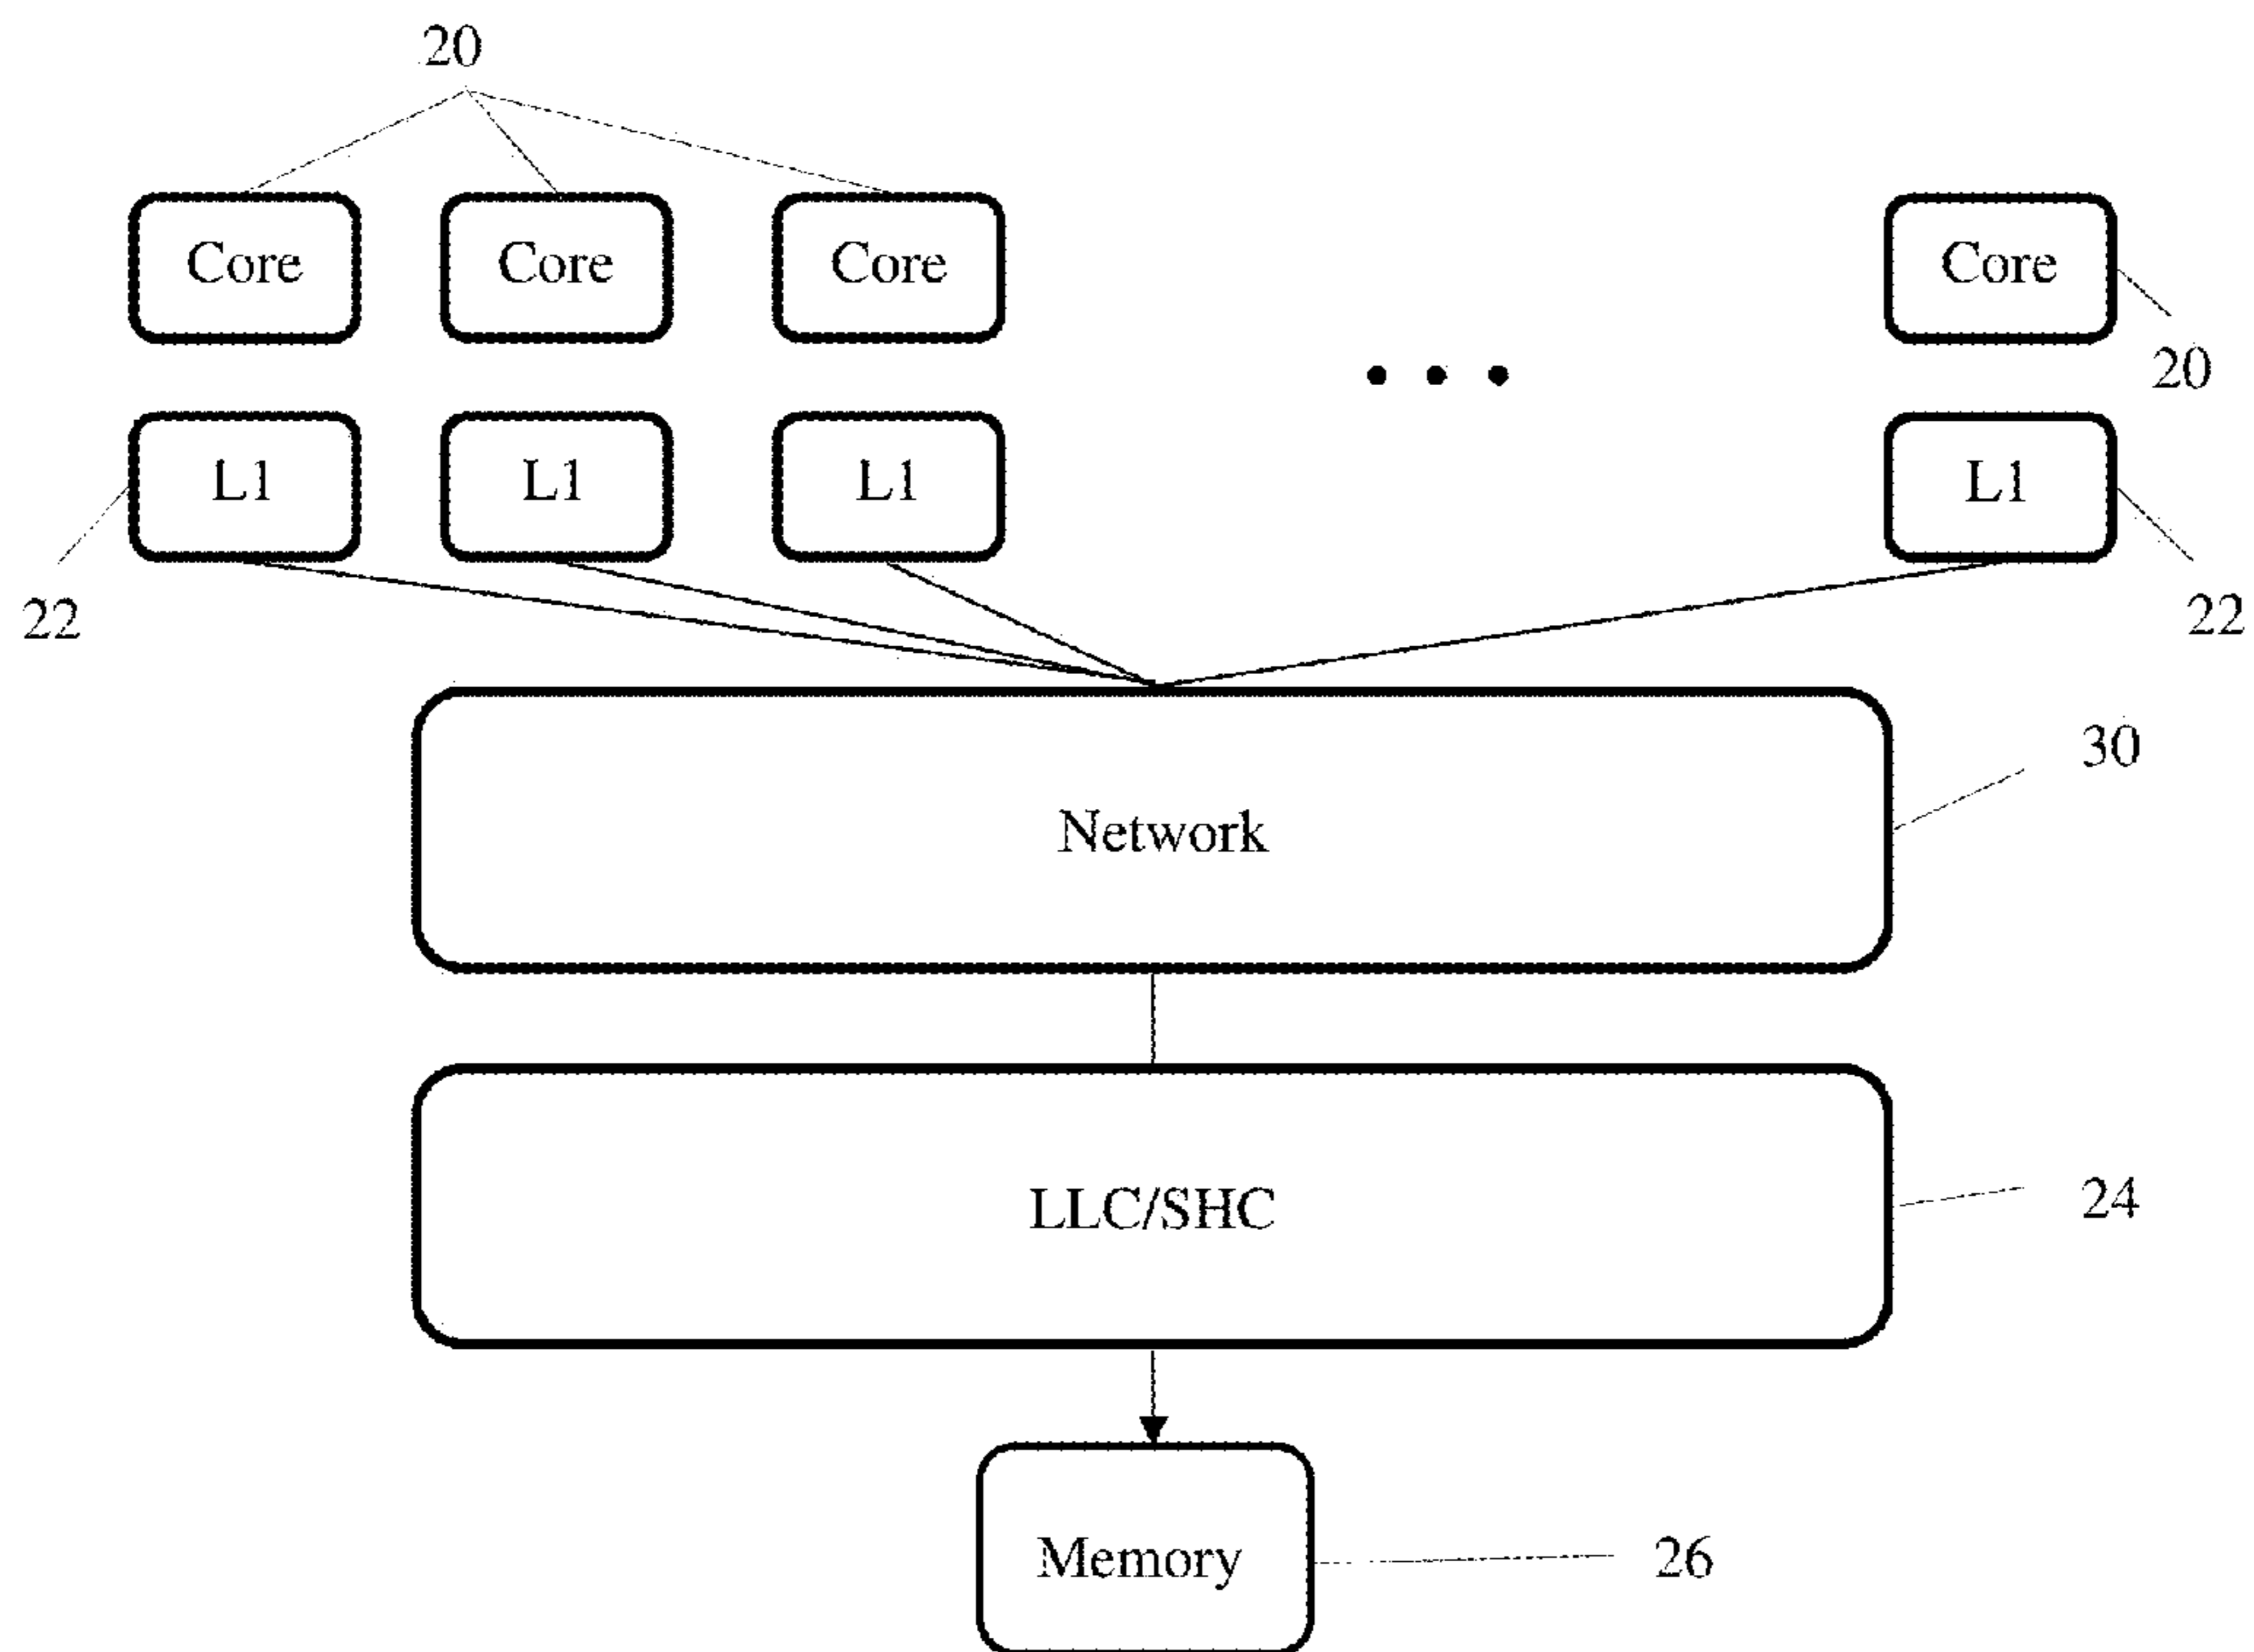 20
Core Core Core Core
20
L1 L1 L1 L1
22 22
30
Network
24
LLC/SHC
Memory 26